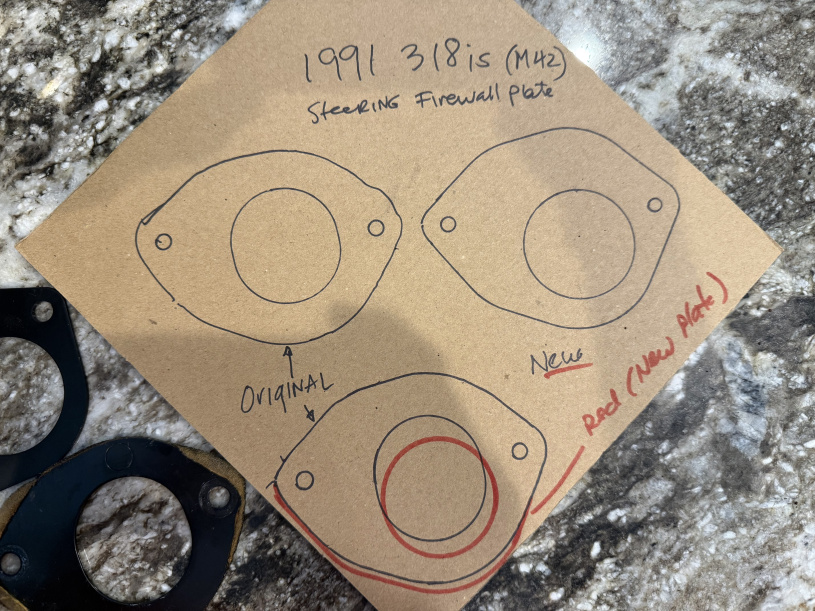 1991 318is (M42)
Steering Firewall plate
New
Red (New Plate)
Original